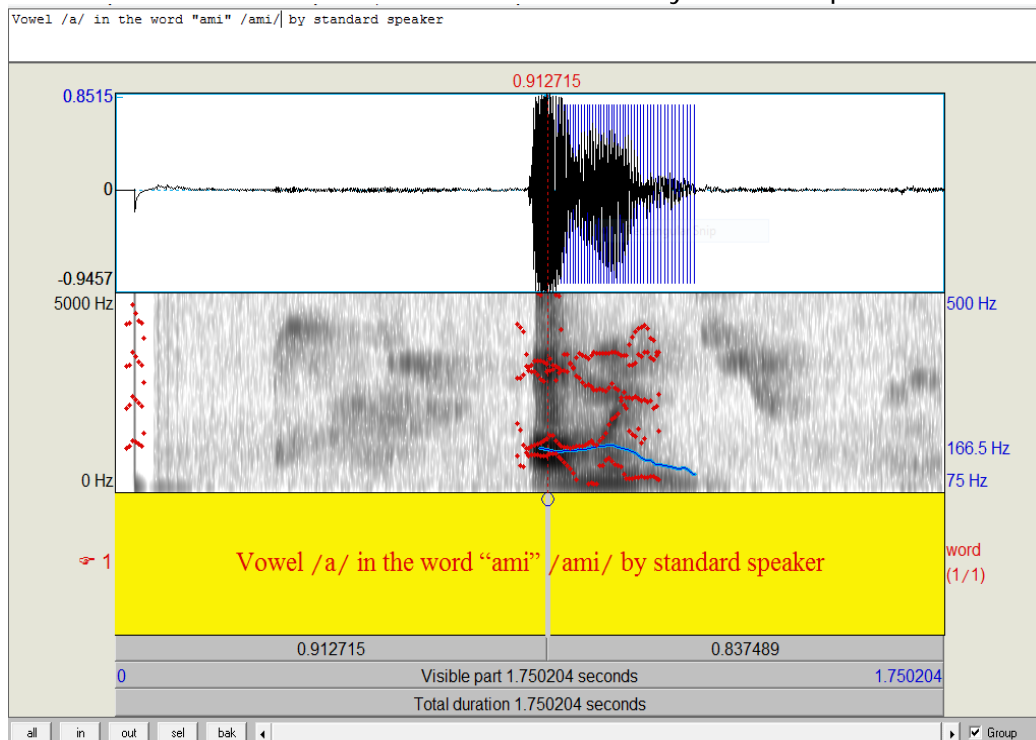 Vowel /a/ in the word "ami" /ami/ by standard speaker
0.912715
0.8515
0
-0.9457
5000 Hz
500 Hz
166.5 Hz
0 Hz
75 Hz
1
Vowel /a/ in the word “ami” /ami/ by standard speaker
word
(1/1)
0.912715
0.837489
0
Visible part 1.750204 seconds
1.750204
Total duration 1.750204 seconds
all
in
out
sel
bak
Group